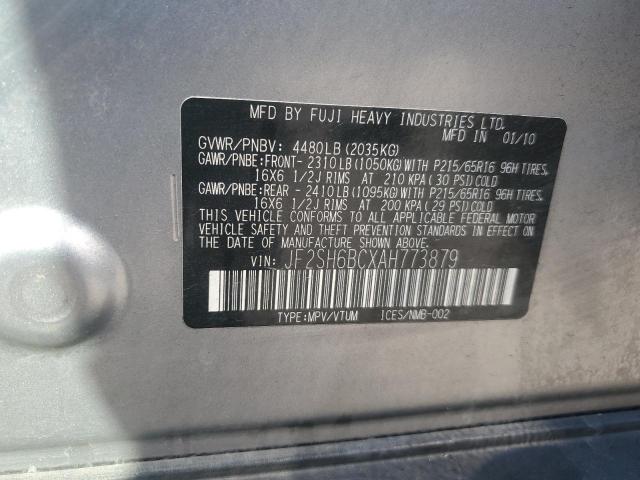 MFD BY FUJI HEAVY INDUSTRIES LTD.
MFD IN 01/10
GVWR/PNBV: 4480LB(2035KG)
GAWR/PNBE:FRONT- 2310LB(1050KG)WITH P215/65R16 96H TIRES,
16X6 1/2J RIMS AT 210 KPA(30 PSI)COLD
GAWR/PNBE:REAR - 2410LB(1095KG)WITH P215/65R16 96H TIRES,
16X6 1/2J RIMS AT 200 KPA(29 PSI)COLD
THIS VEHICLE CONFORMS TO ALL APPLICABLE FEDERAL MOTOR
VEHICLE SAFETY AND THEFT PREVENTION STANDARDS IN EFFECT
ON THE DATE OF MANUFACTURE SHOWN ABOVE.
VIN: JF2SH6BCXAH773879
TYPE:MPV/VTUM ICES/NMB-002